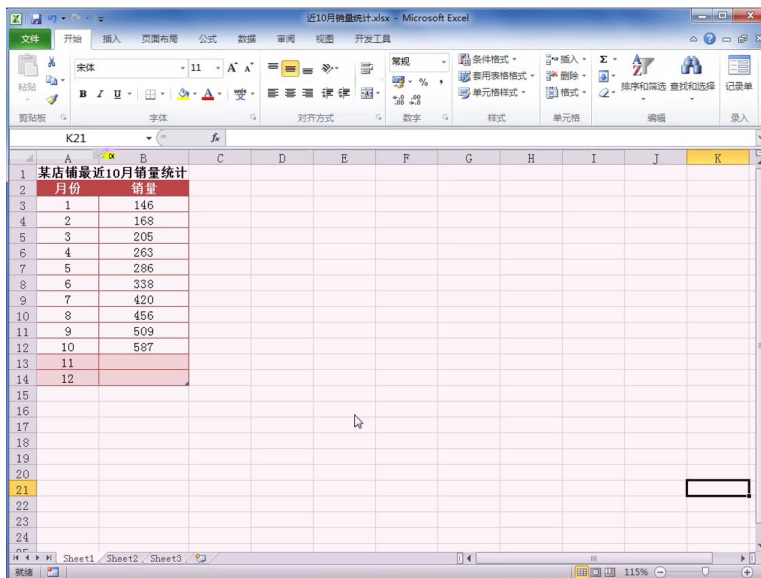 近10月销量统计.xlsx - Microsoft Excel
文件 开始 插入 页面布局 公式 数据 审阅 视图 开发工具
宋体 11 常规 条件格式 插入
粘贴 套用表格格式 删除 排序和筛选 查找和选择 记录单
B I U 单元格样式 格式
剪贴板 字体 对齐方式 数字 样式 单元格 编辑 录入
K21 fx
A B C D E F G H I J K
1 某店铺最近10月销量统计
2 月份 销量
3 1 146
4 2 168
5 3 205
6 4 263
7 5 286
8 6 338
9 7 420
10 8 456
11 9 509
12 10 587
13 11
14 12
15
16
17
18
19
20
21
22
23
24
Sheet1 Sheet2 Sheet3
就绪 115%